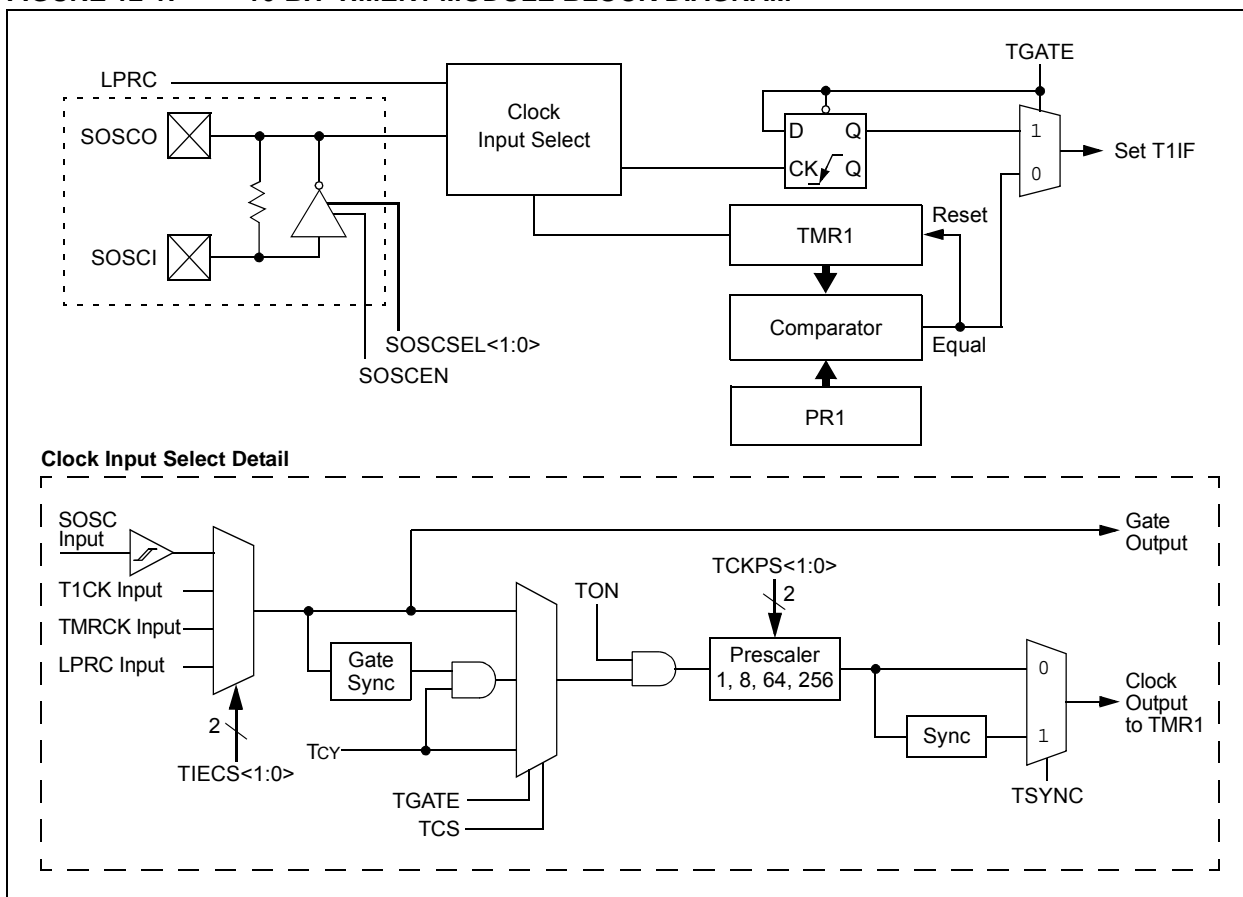 LPRC
SOSCO
SOSCI
Clock
Input Select
SOSCSEL<1:0>
SOSCEN
TGATE
D Q
CK Q
1
0
Set T1IF
Reset
TMR1
Comparator
Equal
PR1
Clock Input Select Detail
SOSC
Input
T1CK Input
TMRCK Input
LPRC Input
2
TIECS<1:0>
Gate
Sync
TCY
TGATE
TCS
TON
TCKPS<1:0>
2
Prescaler
1, 8, 64, 256
Sync
0
1
TSYNC
Gate
Output
Clock
Output
to TMR1